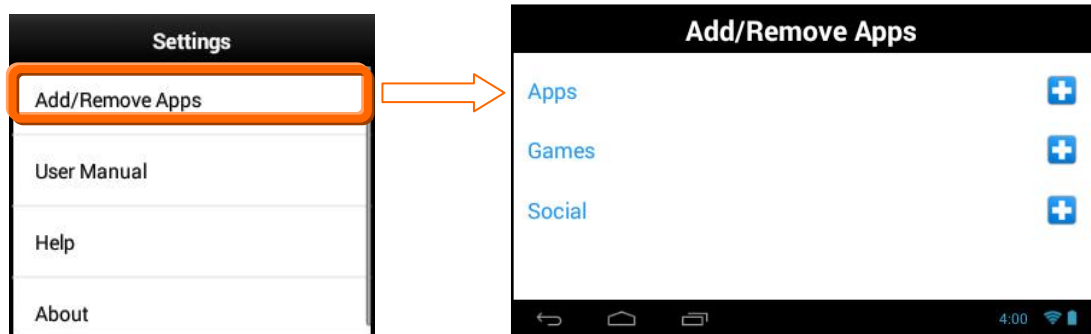 Settings
Add/Remove Apps
User Manual
Help
About
Add/Remove Apps
Apps
Games
Social
4:00